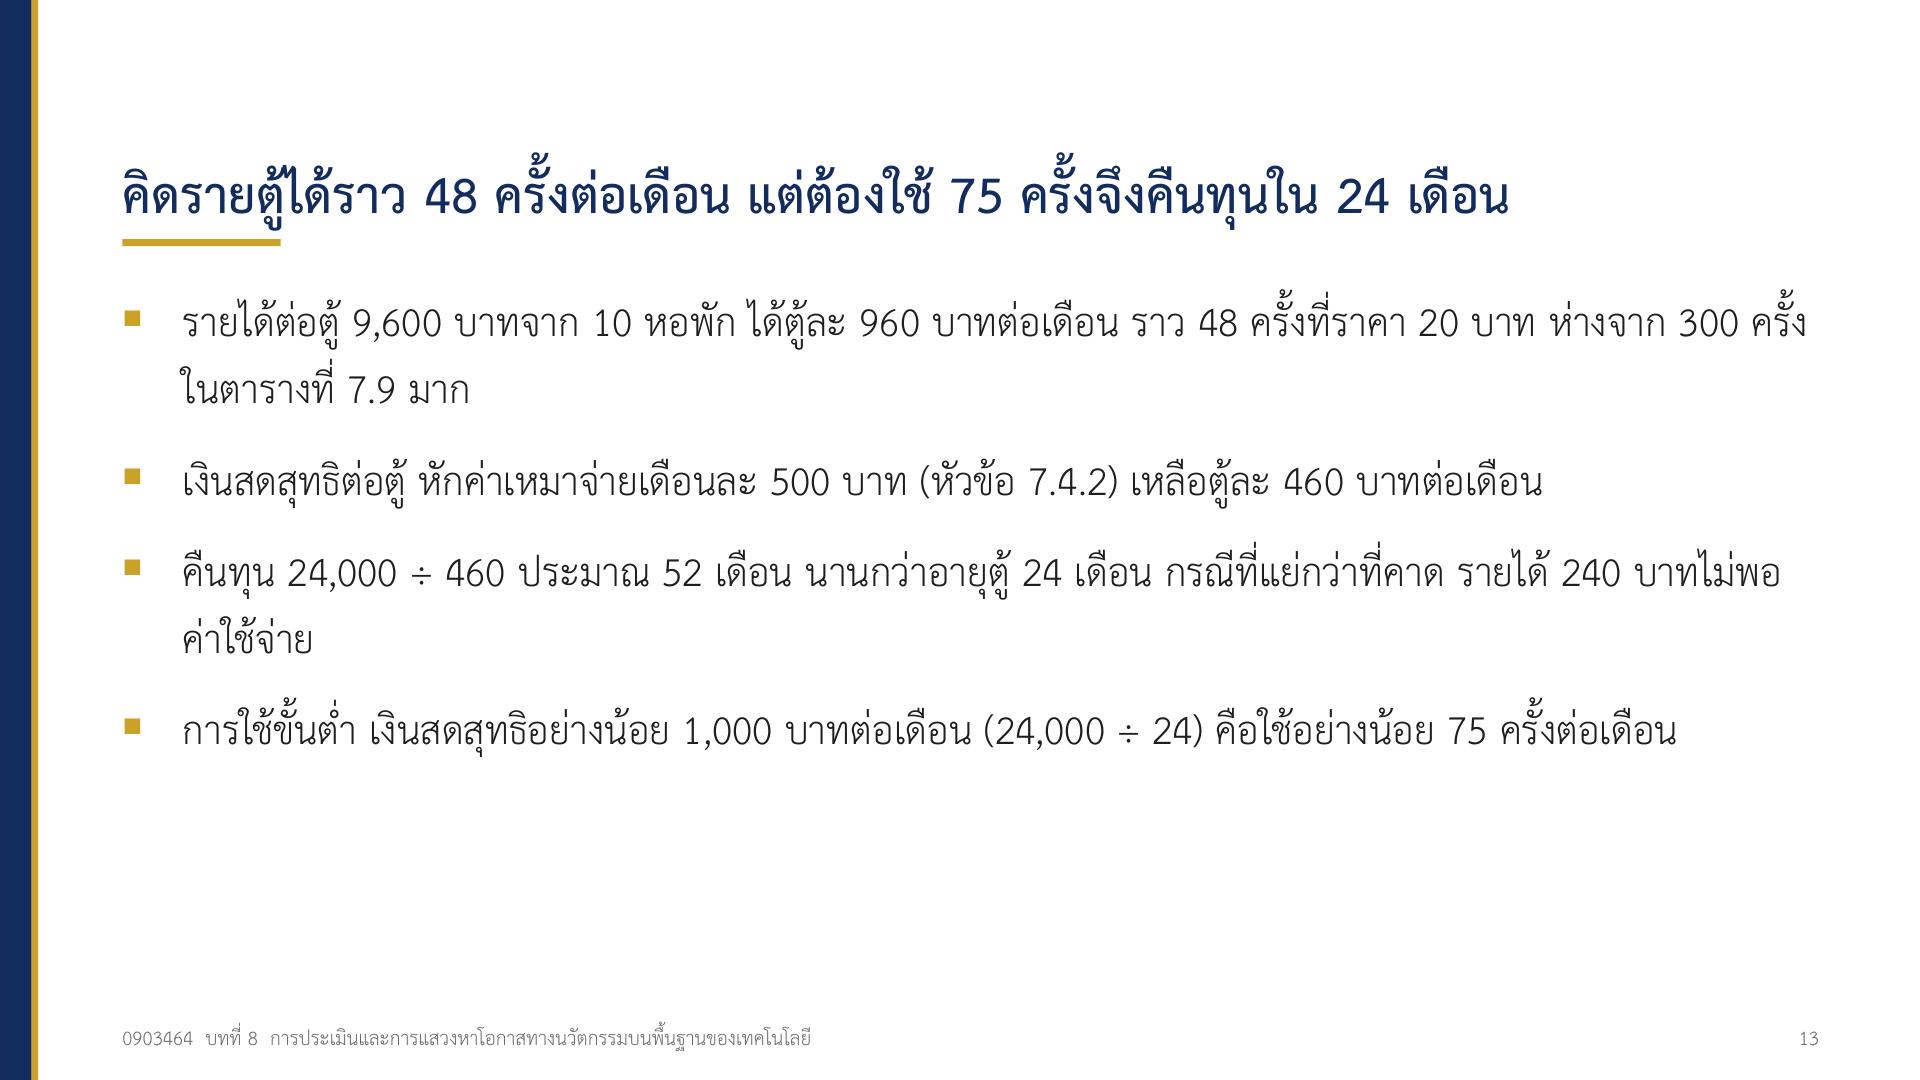 คิดรายตู้ได้ราว 48 ครั้งต่อเดือน แต่ต้องใช้ 75 ครั้งจึงคืนทุนใน 24 เดือน
รายได้ต่อตู้ 9,600 บาทจาก 10 หอพัก ได้ตู้ละ 960 บาทต่อเดือน ราว 48 ครั้งที่ราคา 20 บาท ห่างจาก 300 ครั้ง
ในตารางที่ 7.9 มาก
เงินสดสุทธิต่อตู้ หักค่าเหมาจ่ายเดือนละ 500 บาท (หัวข้อ 7.4.2) เหลือตู้ละ 460 บาทต่อเดือน
คืนทุน 24,000 ÷ 460 ประมาณ 52 เดือน นานกว่าอายุตู้ 24 เดือน กรณีที่แย่กว่าที่คาด รายได้ 240 บาทไม่พอ
ค่าใช้จ่าย
การใช้ขั้นต่ำ เงินสดสุทธิอย่างน้อย 1,000 บาทต่อเดือน (24,000 ÷ 24) คือใช้อย่างน้อย 75 ครั้งต่อเดือน
0903464 บทที่ 8 การประเมินและการแสวงหาโอกาสทางนวัตกรรมบนพื้นฐานของเทคโนโลยี
13